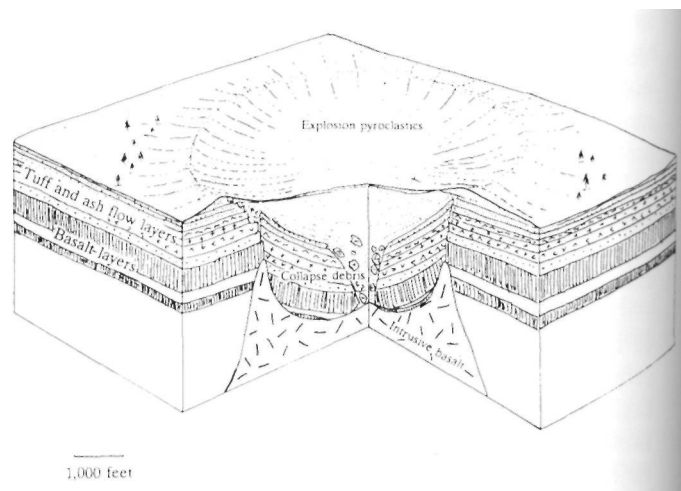 Explosion pyroclastics
Tuff and ash flow layers
Basalt layers
Collapse debris
Intrusive basalt
1,000 feet